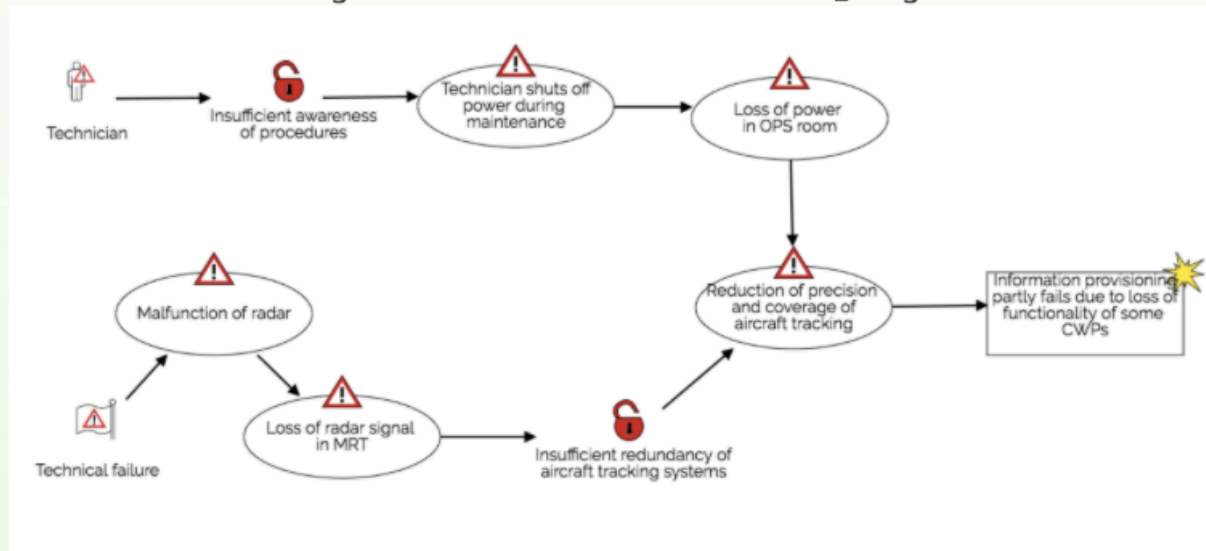 Technician
Insufficient awareness
of procedures
Technician shuts off
power during
maintenance
Loss of power
in OPS room
Malfunction of radar
Reduction of precision
and coverage of
aircraft tracking
Information provisioning
partly fails due to loss of
functionality of some
CWPs
Technical failure
Loss of radar signal
in MRT
Insufficient redundancy of
aircraft tracking systems